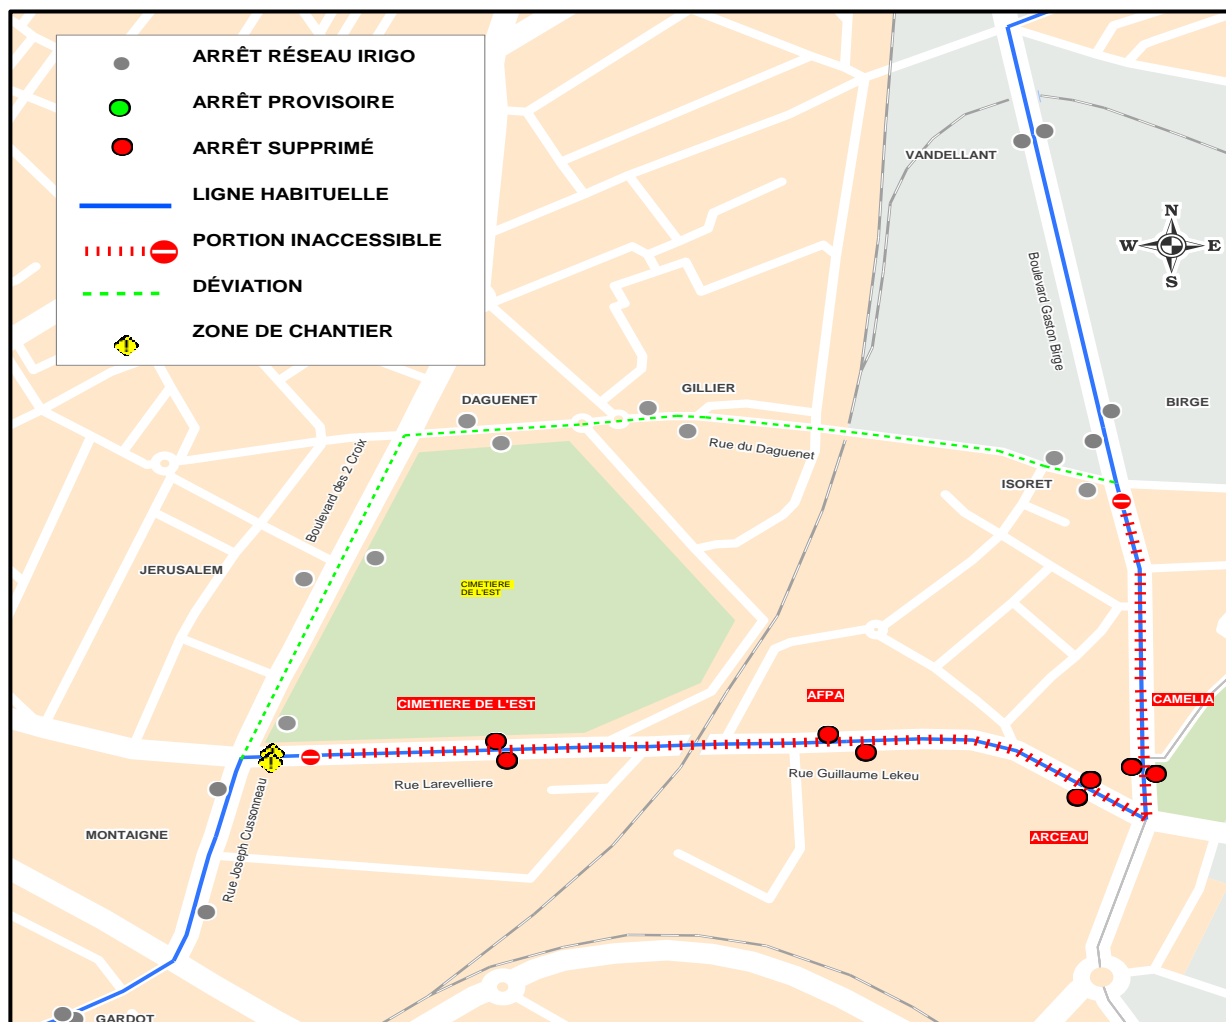 ARRÊT RÉSEAU IRIGO
ARRÊT PROVISOIRE
ARRÊT SUPPRIMÉ
LIGNE HABITUELLE
PORTION INACCESSIBLE
DÉVIATION
ZONE DE CHANTIER
VANDELLANT
N
W
E
S
Boulevard Gaston Birge
GILLIER
DAGUENET
BIRGE
Rue du Daguenet
ISORET
Boulevard des 2 Croix
JERUSALEM
CIMETIERE
DE L'EST
CIMETIERE DE L'EST
AFPA
CAMELIA
Rue Larevelliere
Rue Guillaume Lekeu
MONTAIGNE
Rue Joseph Cussonneau
ARCEAU
GARDOT